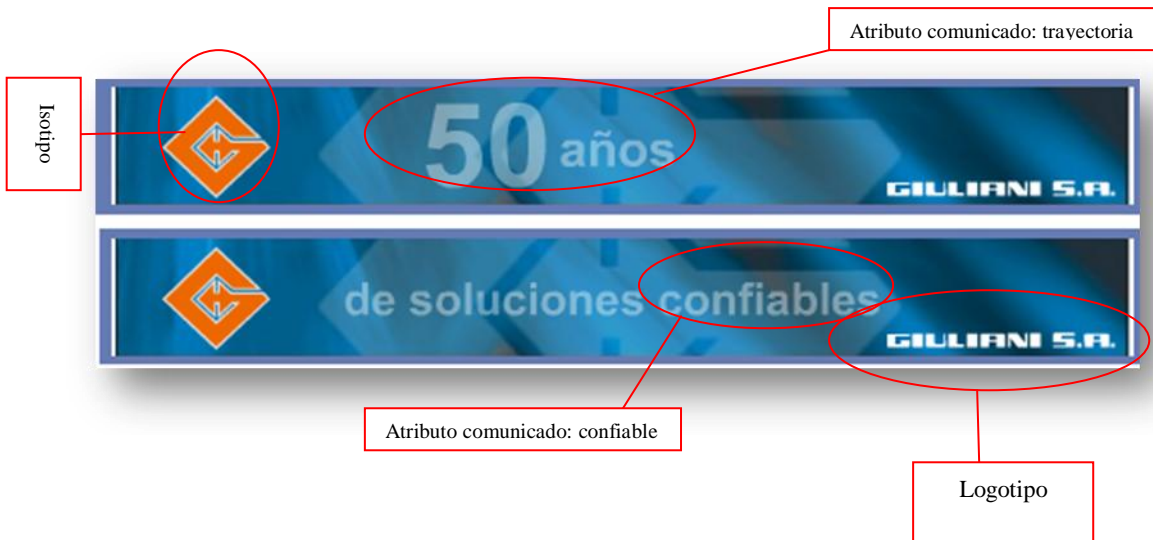 Atributo comunicado: trayectoria
Isotipo
50 años
GIULIANI S.A.
de soluciones confiables
GIULIANI S.A.
Atributo comunicado: confiable
Logotipo